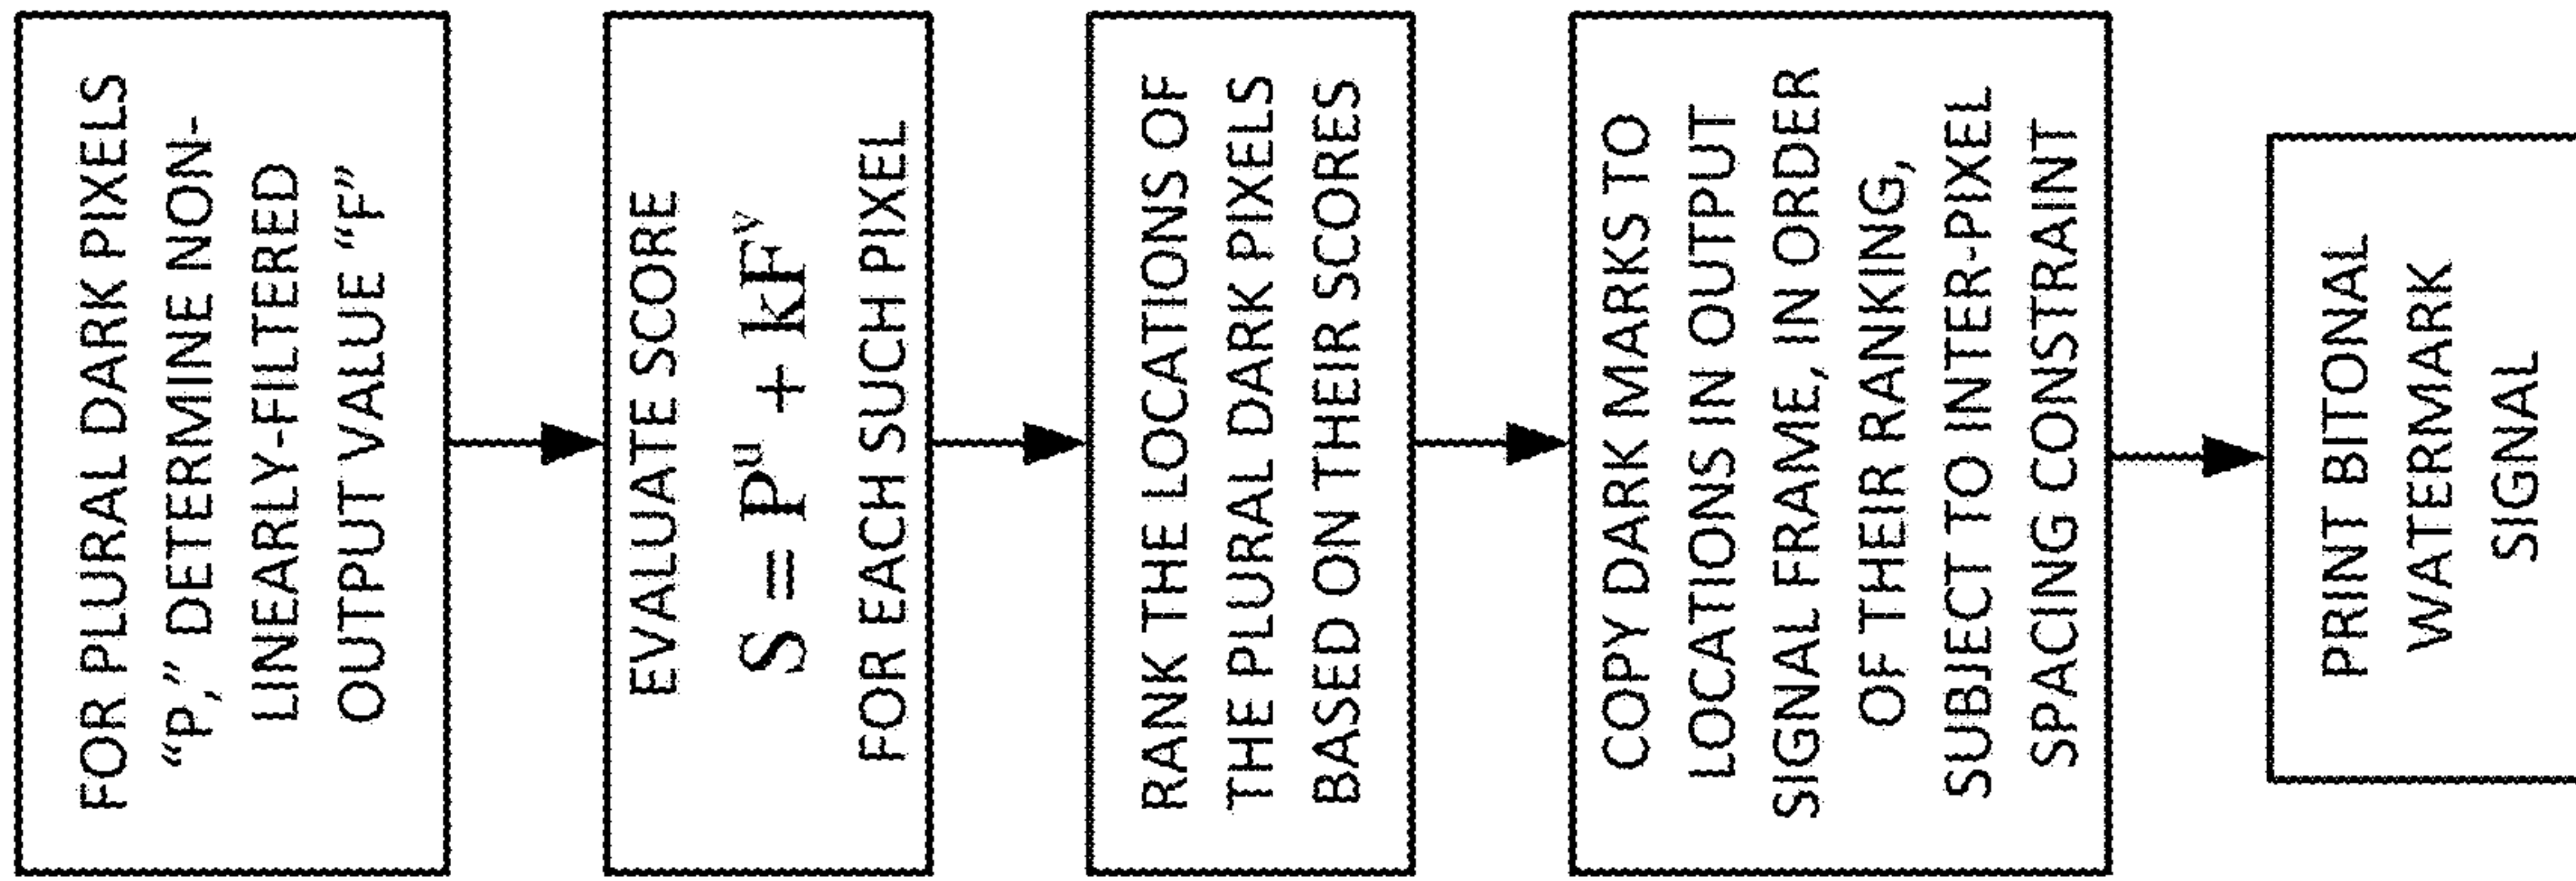 FOR PLURAL DARK PIXELS
“P,” DETERMINE NON-
LINEARLY-FILTERED
OUTPUT VALUE “F”
EVALUATE SCORE
S = Pᵘ + kFᵛ
FOR EACH SUCH PIXEL
RANK THE LOCATIONS OF
THE PLURAL DARK PIXELS
BASED ON THEIR SCORES
COPY DARK MARKS TO
LOCATIONS IN OUTPUT
SIGNAL FRAME, IN ORDER
OF THEIR RANKING,
SUBJECT TO INTER-PIXEL
SPACING CONSTRAINT
PRINT BITONAL
WATERMARK
SIGNAL